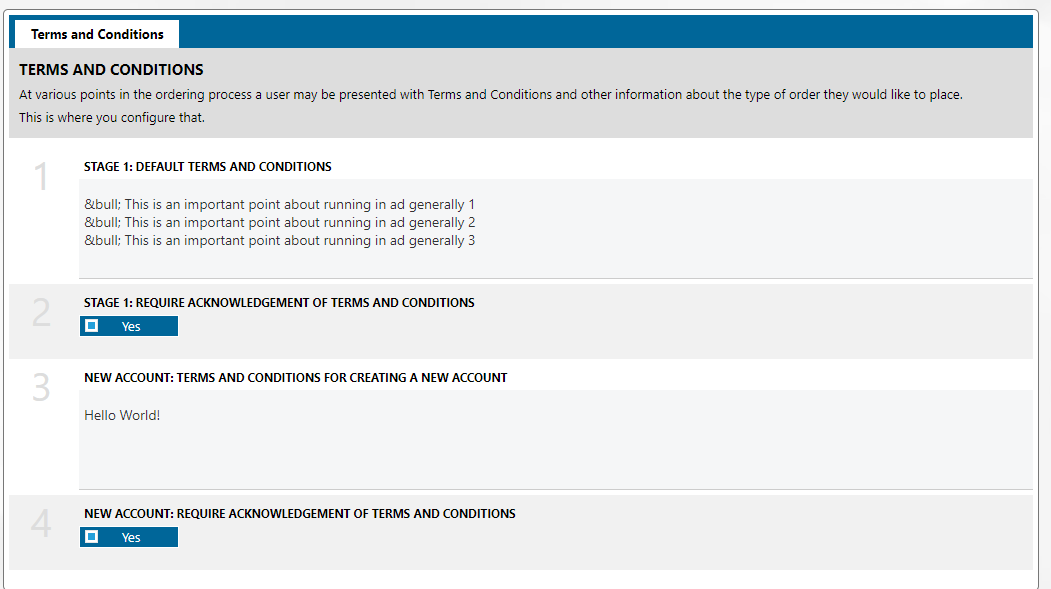 Terms and Conditions
TERMS AND CONDITIONS
At various points in the ordering process a user may be presented with Terms and Conditions and other information about the type of order they would like to place.
This is where you configure that.
1
STAGE 1: DEFAULT TERMS AND CONDITIONS
&bull; This is an important point about running in ad generally 1
&bull; This is an important point about running in ad generally 2
&bull; This is an important point about running in ad generally 3
2
STAGE 1: REQUIRE ACKNOWLEDGEMENT OF TERMS AND CONDITIONS
Yes
3
NEW ACCOUNT: TERMS AND CONDITIONS FOR CREATING A NEW ACCOUNT
Hello World!
4
NEW ACCOUNT: REQUIRE ACKNOWLEDGEMENT OF TERMS AND CONDITIONS
Yes